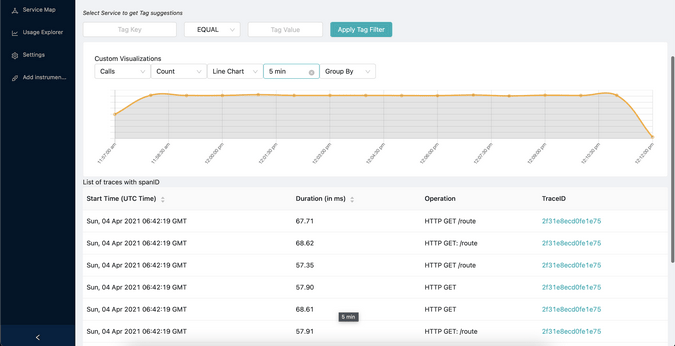 Service Map
Usage Explorer
Settings
Add instrumen...
Select Service to get Tag suggestions
Tag Key
EQUAL
Tag Value
Apply Tag Filter
Custom Visualizations
Calls
Count
Line Chart
5 min
Group By
11:57:00 am
11:58:30 am
12:00:00 pm
12:01:30 pm
12:03:00 pm
12:04:30 pm
12:06:00 pm
12:07:30 pm
12:09:00 pm
12:10:30 pm
12:12:00 pm
List of traces with spanID
Start Time (UTC Time) Duration (in ms) Operation TraceID
Sun, 04 Apr 2021 06:42:19 GMT 67.71 HTTP GET /route 2f31e8ecd0fe1e75
Sun, 04 Apr 2021 06:42:19 GMT 68.62 HTTP GET: /route 2f31e8ecd0fe1e75
Sun, 04 Apr 2021 06:42:19 GMT 57.35 HTTP GET /route 2f31e8ecd0fe1e75
Sun, 04 Apr 2021 06:42:19 GMT 57.90 HTTP GET 2f31e8ecd0fe1e75
Sun, 04 Apr 2021 06:42:19 GMT 68.61 HTTP GET 2f31e8ecd0fe1e75
5 min
Sun, 04 Apr 2021 06:42:19 GMT 57.91 HTTP GET: /route 2f31e8ecd0fe1e75